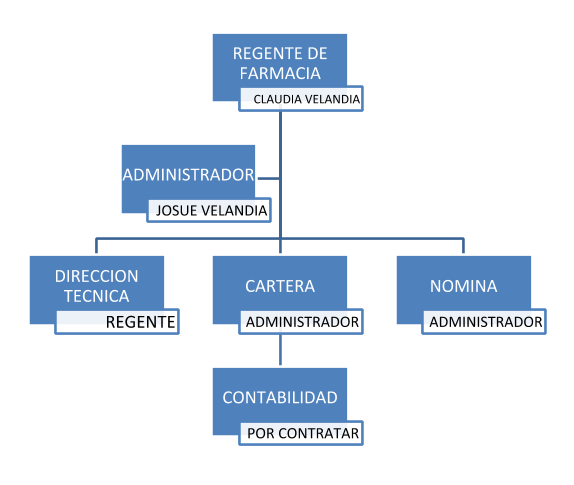 REGENTE DE
FARMACIA
CLAUDIA VELANDIA
ADMINISTRADOR
JOSUE VELANDIA
DIRECCION
TECNICA
REGENTE
CARTERA
ADMINISTRADOR
NOMINA
ADMINISTRADOR
CONTABILIDAD
POR CONTRATAR